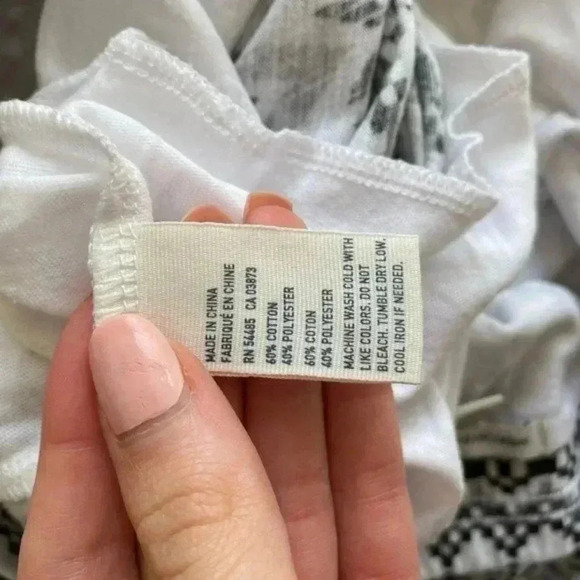 MADE IN CHINA
FABRIQUÉ EN CHINE
RN 54485 CA 03873
60% COTTON
40% POLYESTER
60% COTON
40% POLYESTER
MACHINE WASH COLD WITH
LIKE COLORS. DO NOT
BLEACH. TUMBLE DRY LOW.
COOL IRON IF NEEDED.